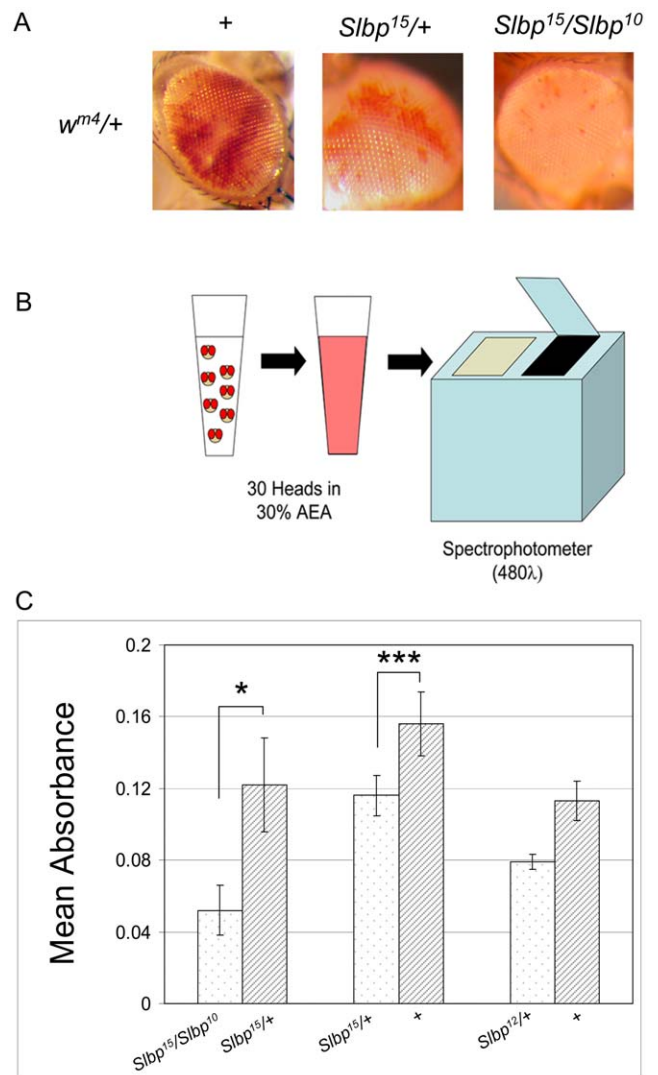 A
+
Slbp¹⁵/+
Slbp¹⁵/Slbp¹⁰
wᵐ⁴/+
B
30 Heads in
30% AEA
Spectrophotometer
(480λ)
C
Mean Absorbance
0.2
0.16
0.12
0.08
0.04
0
*
***
Slbp¹⁵/Slbp¹⁰
Slbp¹⁵/+
Slbp¹⁵/+
+
Slbp¹²/+
+